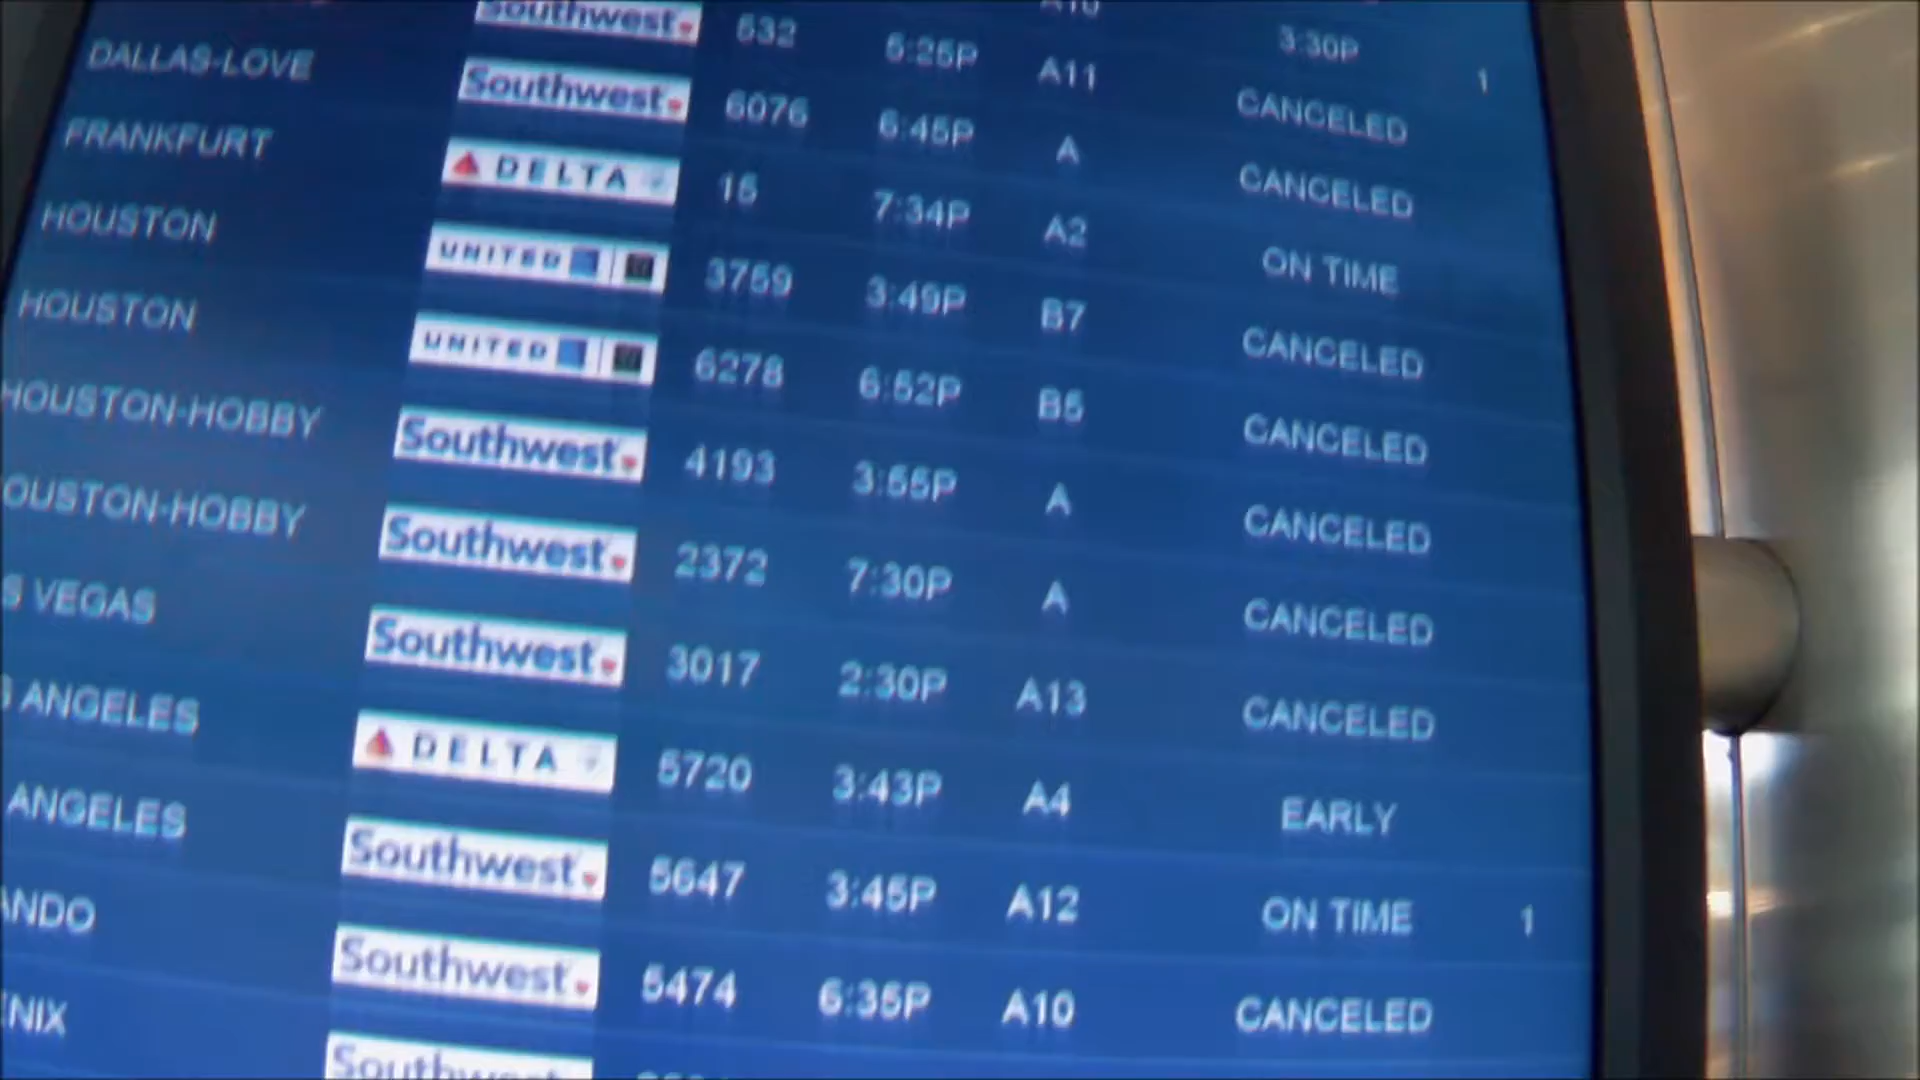 A10 3:30P 1
Southwest 532 5:25P A11 CANCELED
DALLAS-LOVE Southwest 6076 6:45P A CANCELED
FRANKFURT DELTA 15 7:34P A2 ON TIME
HOUSTON UNITED 3759 3:49P B7 CANCELED
HOUSTON UNITED 6278 6:52P B5 CANCELED
HOUSTON-HOBBY Southwest 4193 3:55P A CANCELED
OUSTON-HOBBY Southwest 2372 7:30P A CANCELED
S VEGAS Southwest 3017 2:30P A13 CANCELED
S ANGELES DELTA 5720 3:43P A4 EARLY
ANGELES Southwest 5647 3:45P A12 ON TIME 1
ANDO Southwest 5474 6:35P A10 CANCELED
ENIX Southwest